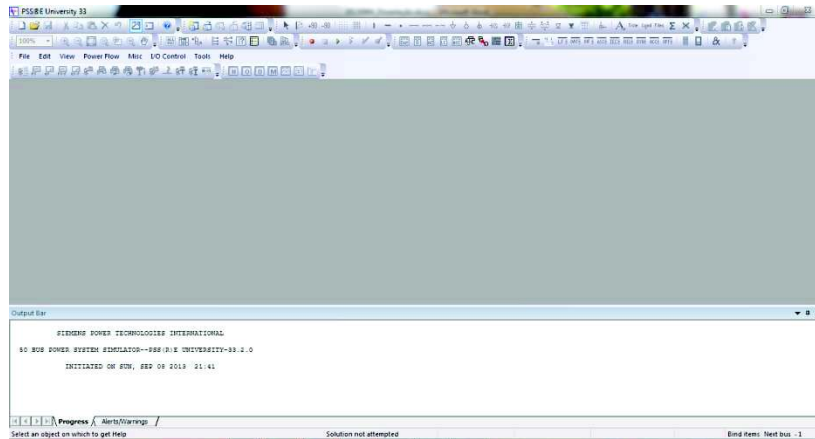 PSS®E University 33
100%
File Edit View Power Flow Misc I/O Control Tools Help
Output Bar
SIEMENS POWER TECHNOLOGIES INTERNATIONAL
50 BUS POWER SYSTEM SIMULATOR--PSS(R)E UNIVERSITY-33.2.0
INITIATED ON SUN, SEP 08 2013 21:41
Progress Alerts/Warnings
Select an object on which to get Help Solution not attempted Bind items Next bus - 1